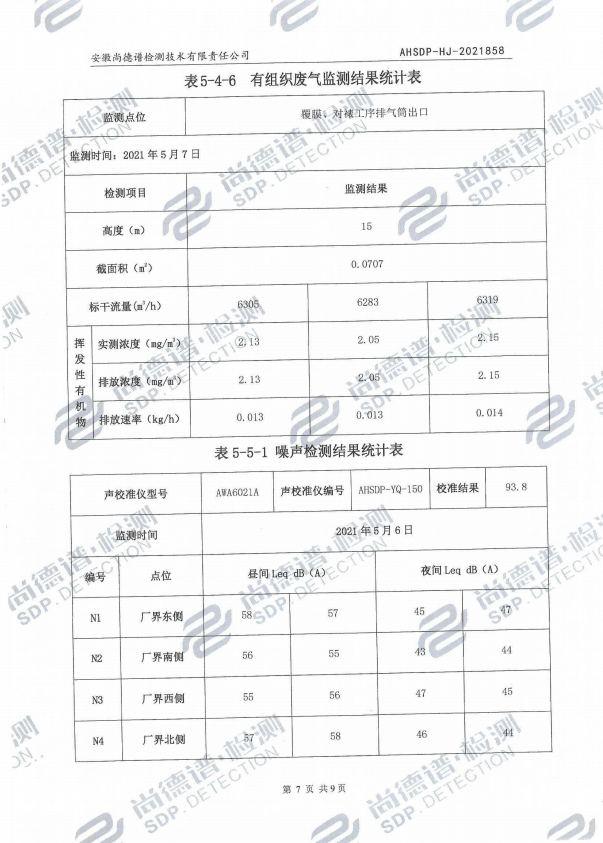 安徽尚德谱检测技术有限责任公司 AHSDP-HJ-2021858
表5-4-6 有组织废气监测结果统计表
监测点位 覆膜、对裱工序排气筒出口
监测时间：2021 年 5 月 7 日
检测项目 监测结果
高度（m） 15
截面积（m²） 0.0707
标干流量(m³/h) 6305 6283 6319
挥发性有机物
实测浓度（mg/m³） 2.13 2.05 2.15
排放浓度（mg/m³） 2.13 2.05 2.15
排放速率（kg/h） 0.013 0.013 0.014
表 5-5-1 噪声检测结果统计表
声校准仪型号 AWA6021A 声校准仪编号 AHSDP-YQ-150 校准结果 93.8
监测时间 2021 年 5 月 6 日
编号 点位 昼间 Leq dB（A） 夜间 Leq dB（A）
N1 厂界东侧 58 57 45 47
N2 厂界南侧 56 55 43 44
N3 厂界西侧 55 56 47 45
N4 厂界北侧 57 58 46 44
第 7 页 共 9 页
尚德谱·检测
SDP.DETECTION